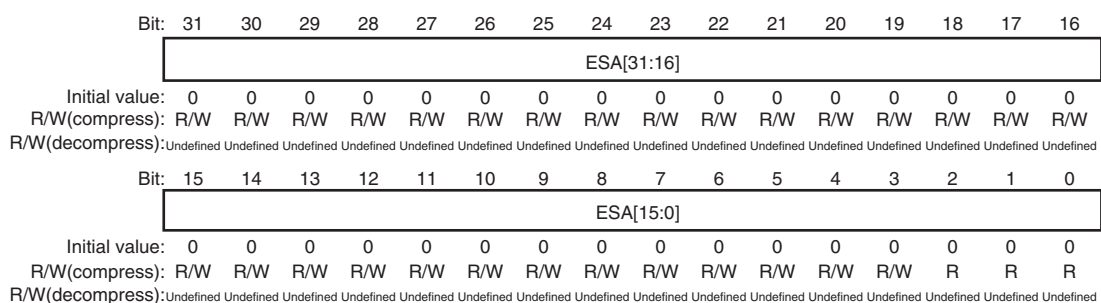 Bit: 31 30 29 28 27 26 25 24 23 22 21 20 19 18 17 16
ESA[31:16]
Initial value: 0 0 0 0 0 0 0 0 0 0 0 0 0 0 0 0
R/W(compress): R/W R/W R/W R/W R/W R/W R/W R/W R/W R/W R/W R/W R/W R/W R/W R/W
R/W(decompress): Undefined Undefined Undefined Undefined Undefined Undefined Undefined Undefined Undefined Undefined Undefined Undefined Undefined Undefined Undefined Undefined
Bit: 15 14 13 12 11 10 9 8 7 6 5 4 3 2 1 0
ESA[15:0]
Initial value: 0 0 0 0 0 0 0 0 0 0 0 0 0 0 0 0
R/W(compress): R/W R/W R/W R/W R/W R/W R/W R/W R/W R/W R/W R/W R/W R R R
R/W(decompress): Undefined Undefined Undefined Undefined Undefined Undefined Undefined Undefined Undefined Undefined Undefined Undefined Undefined Undefined Undefined Undefined